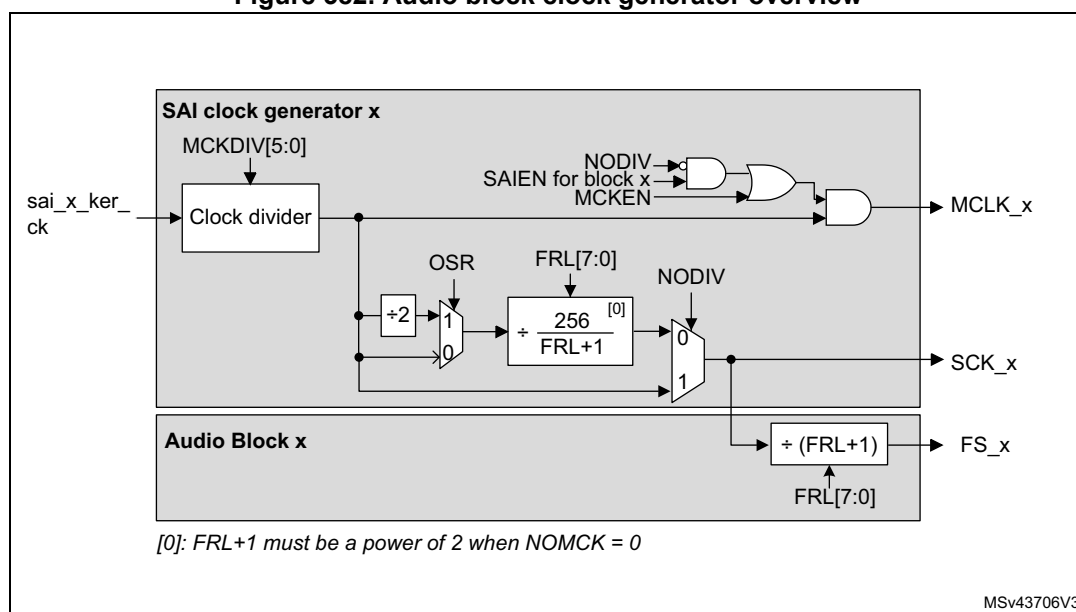 Figure 382. Audio block clock generator overview
SAI clock generator x
MCKDIV[5:0]
NODIV
SAIEN for block x
MCKEN
sai_x_ker_
ck
Clock divider
MCLK_x
OSR
FRL[7:0]
NODIV
÷2
1
0
÷ 256 [0]
FRL+1
0
1
SCK_x
Audio Block x
÷ (FRL+1)
FS_x
FRL[7:0]
[0]: FRL+1 must be a power of 2 when NOMCK = 0
MSv43706V3